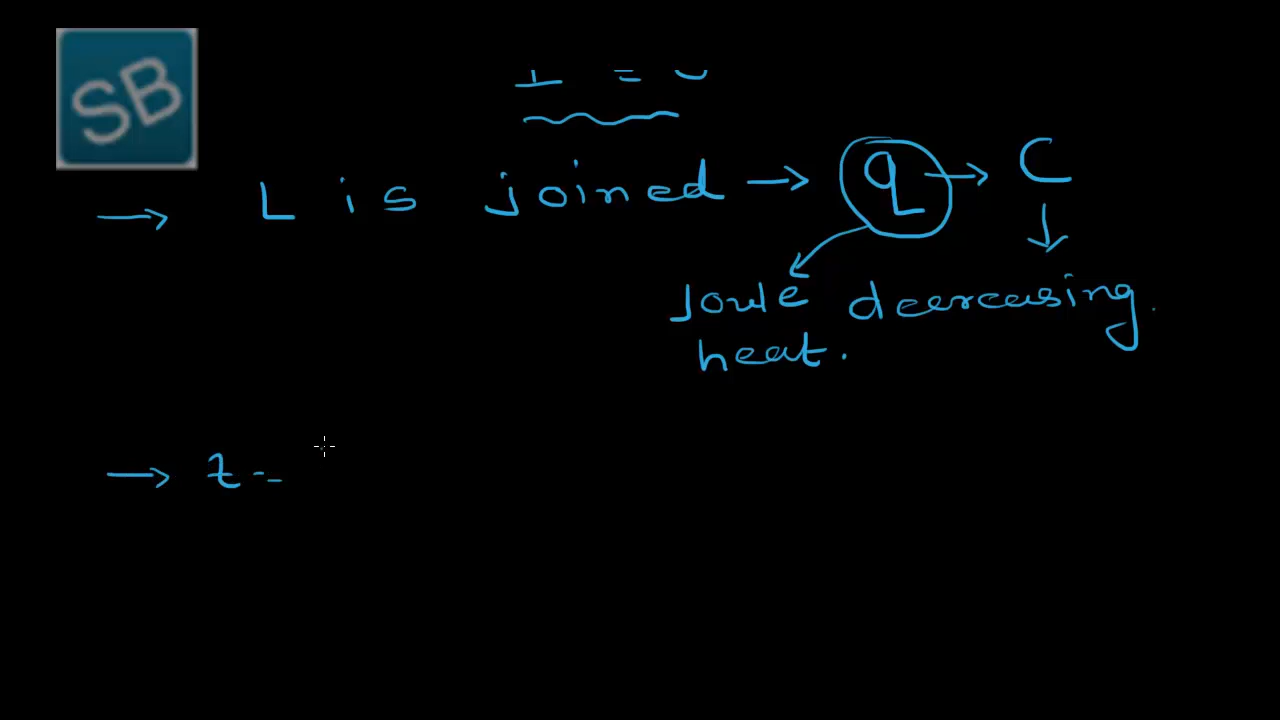 SB
→ L is joined → q → C
Joule decreasing.
heat.
→ t =